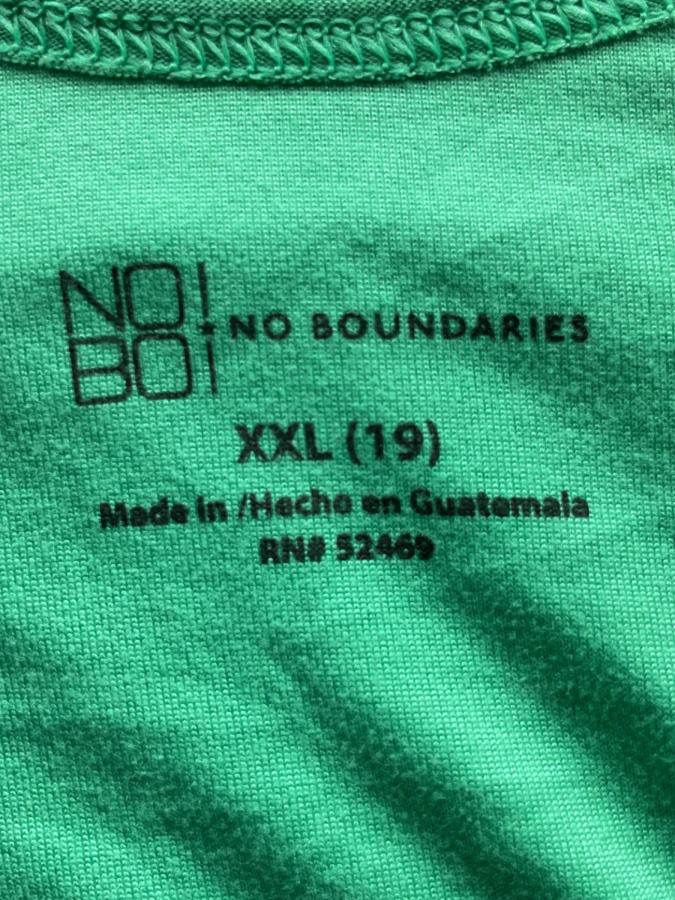 NO!
BO!
NO BOUNDARIES
XXL (19)
Made in /Hecho en Guatemala
RN# 52469